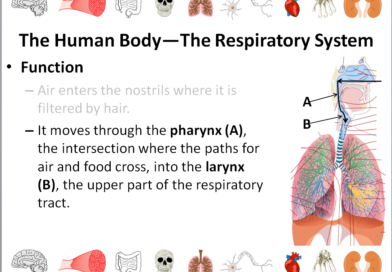 The Human Body—The Respiratory System
• Function
– Air enters the nostrils where it is
filtered by hair.
– It moves through the pharynx (A),
the intersection where the paths for
air and food cross, into the larynx
(B), the upper part of the respiratory
tract.
A
B